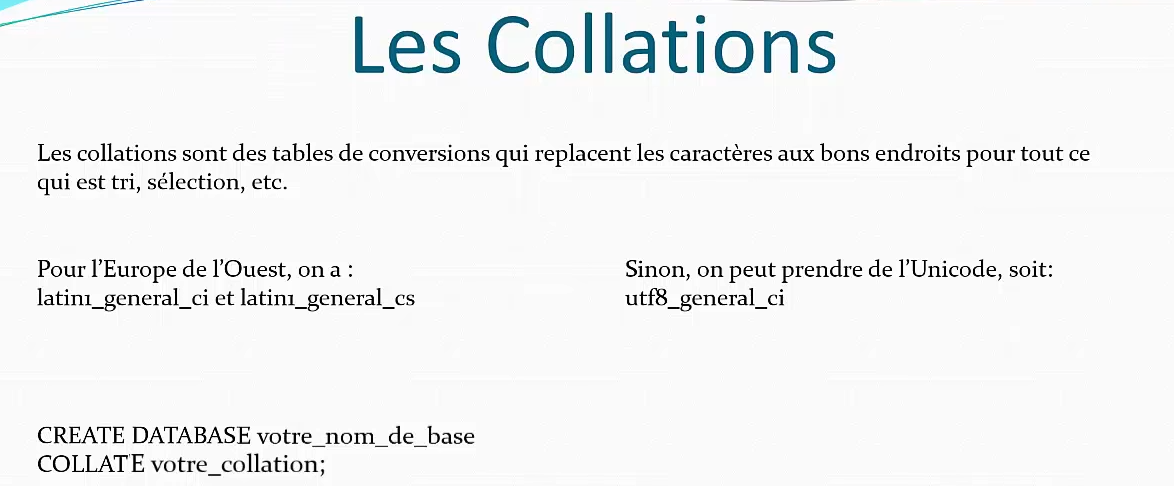 Les Collations
Les collations sont des tables de conversions qui replacent les caractères aux bons endroits pour tout ce
qui est tri, sélection, etc.
Pour l’Europe de l’Ouest, on a :
latin1_general_ci et latin1_general_cs
Sinon, on peut prendre de l’Unicode, soit:
utf8_general_ci
CREATE DATABASE votre_nom_de_base
COLLATE votre_collation;